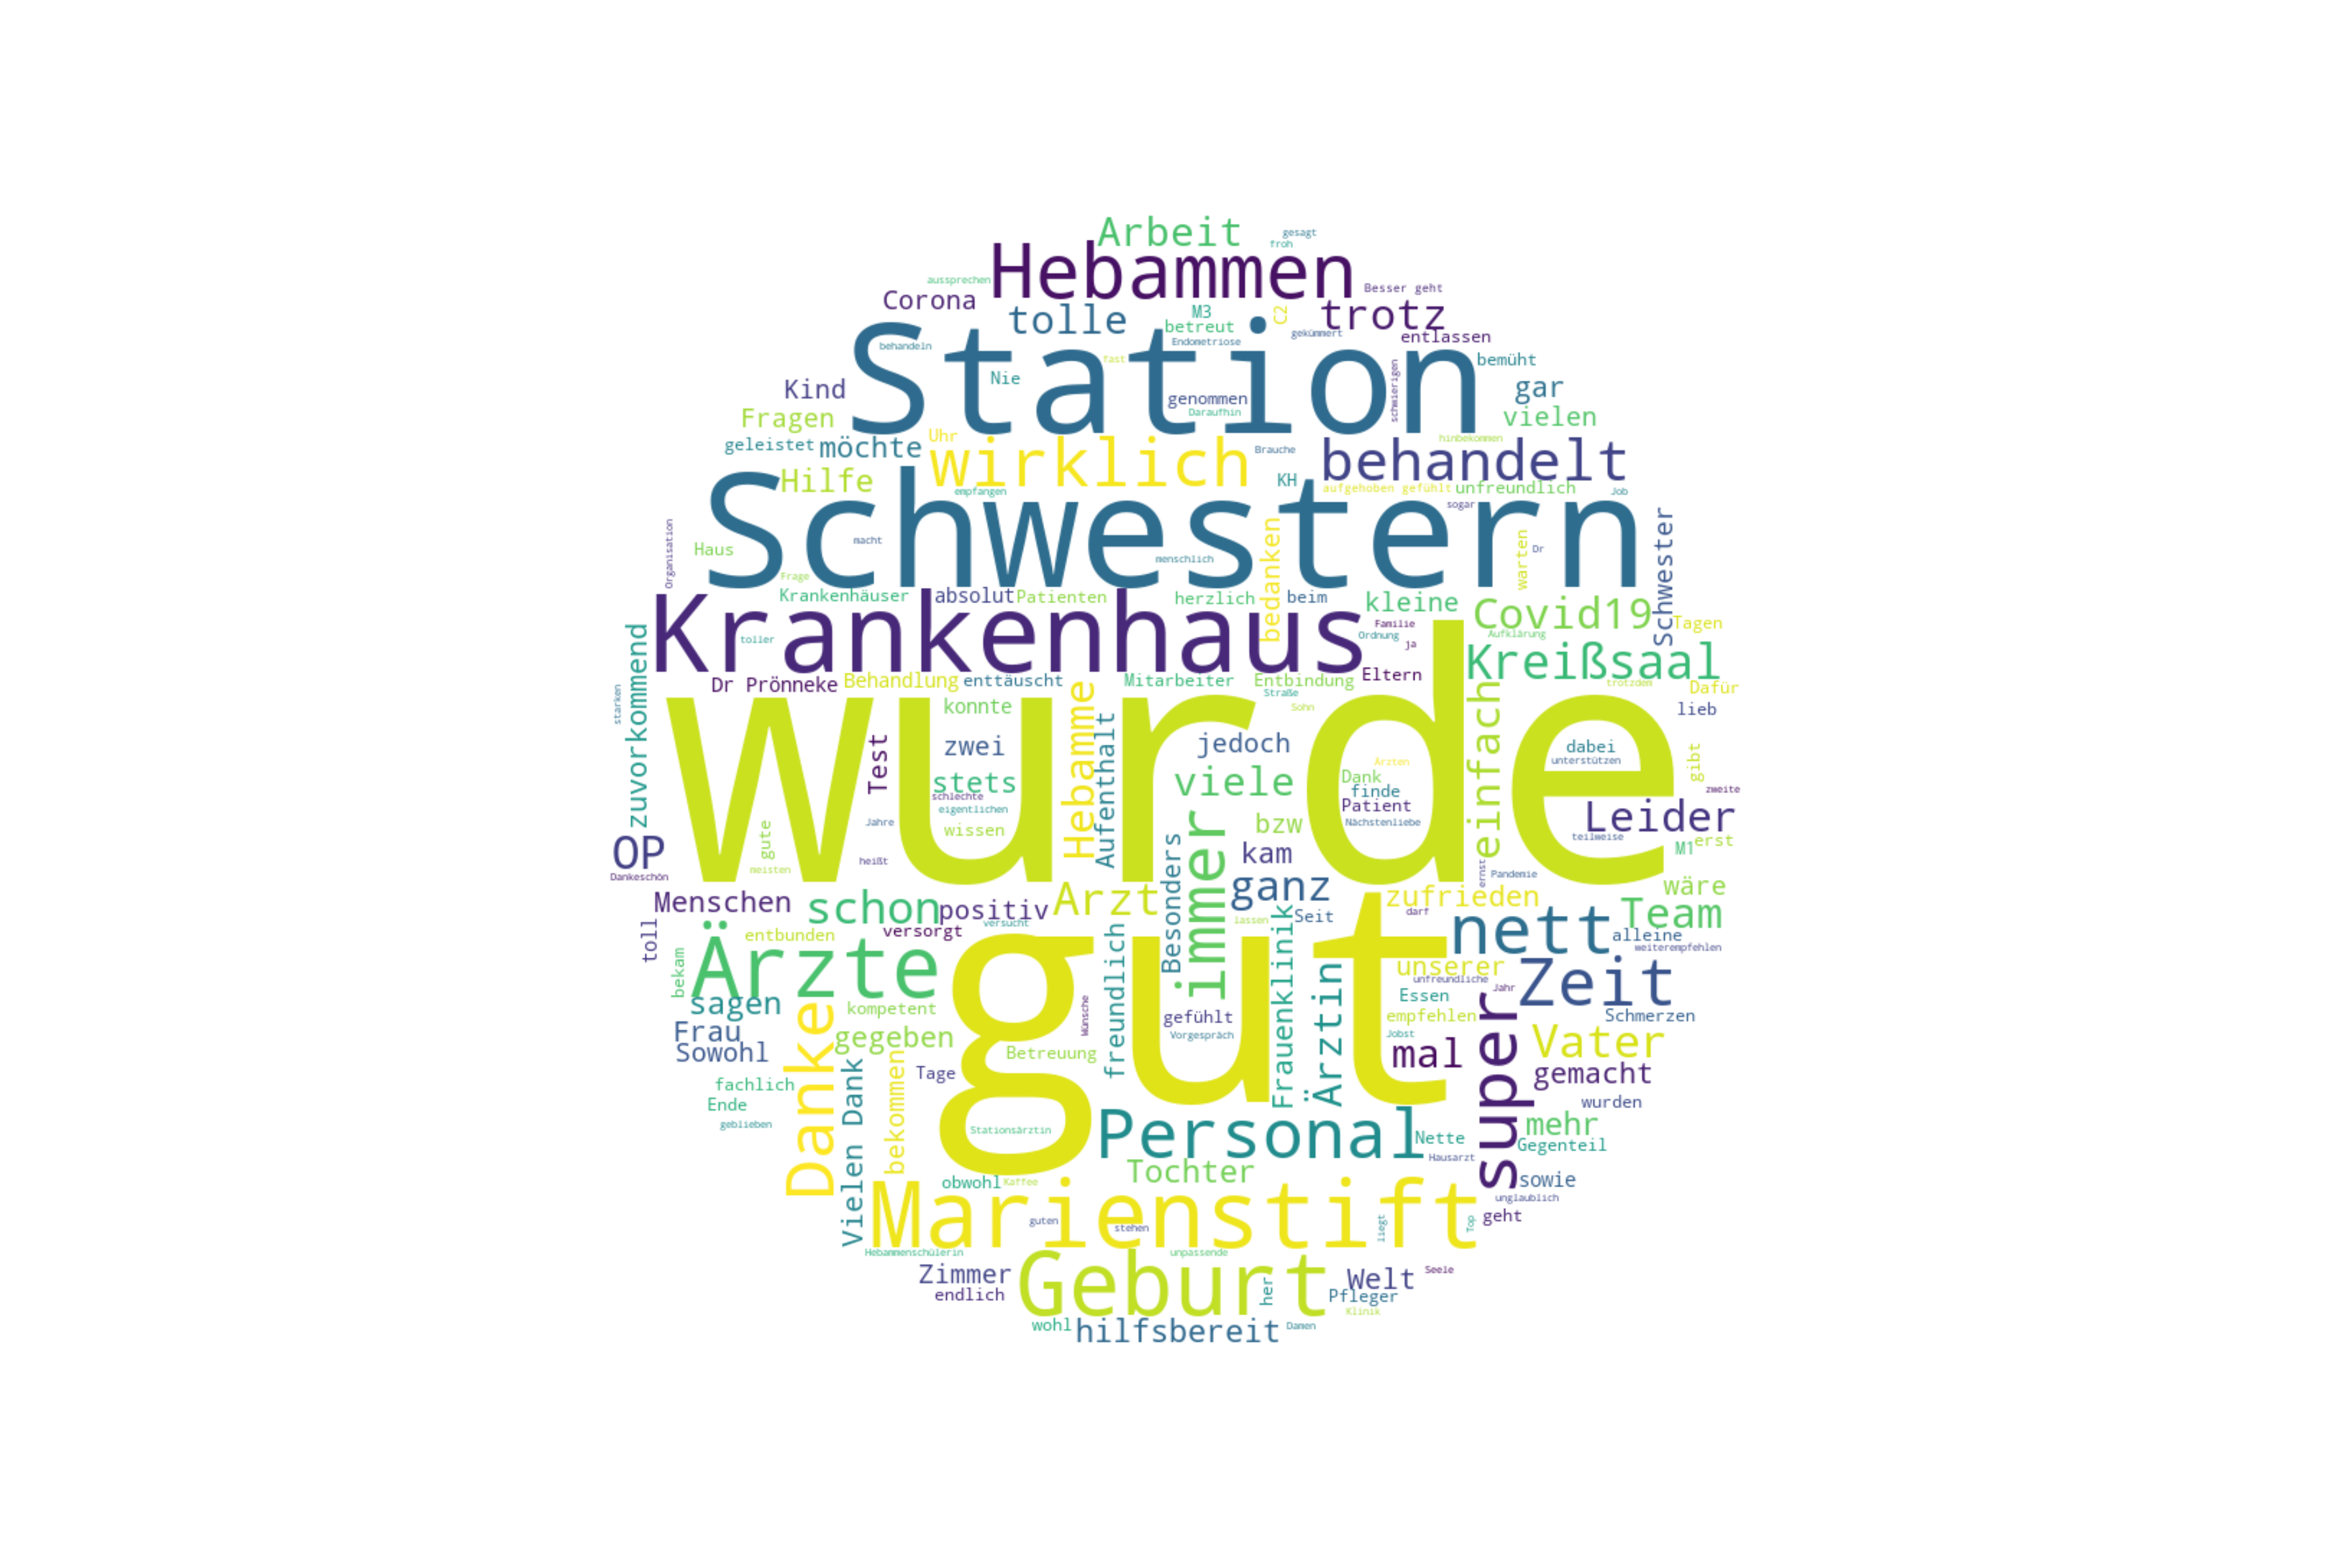 Arbeit
gesagt
froh
Hebammen
aussprechen
Besser geht
Corona
tolle
M3
C2
trotz
betreut
gekümmert
entlassen
Station
behandeln
Endometriose
fast
bemüht
Nie
schwierigen
Kind
genommen
gar
Fragen
Daraufhin
vielen
geleistet
möchte
Uhr
wirklich
hinbekommen
Brauche
behandelt
Hilfe
KH
aufgehoben gefühlt
unfreundlich
Job
empfangen
sogar
Schwestern
Organisation
Haus
macht
menschlich
bedanken
warten
Dr
Schwester
Frage
Krankenhäuser
absolut
Patienten
herzlich
beim
kleine
Covid19
Krankenhaus
toller
Familie
Ordnung
ja
Aufklärung
Tagen
zuvorkommend
Kreißsaal
Dr Prönneke
Behandlung
enttäuscht
Mitarbeiter
Entbindung
Eltern
Straße
trotzdem
Dafür
starken
wurde
konnte
Sohn
lieb
Hebamme
Aufenthalt
einfach
Test
zwei
jedoch
dabei
unterstützen
gibt
stets
viele
Ärzten
Dank
finde
Patient
Nächstenliebe
schlechte
eigentlichen
zweite
Jahre
wissen
bzw
Leider
teilweise
gute
OP
heißt
meisten
Besonders
immer
kam
M1
erst
Dankeschön
ernst
Pandemie
ganz
wäre
Menschen
schon
positiv
Arzt
zufrieden
Team
toll
versorgt
versucht
lassen
Seit
darf
entbunden
nett
alleine
weiterempfehlen
bekam
Ärzte
gut
freundlich
Frauenklinik
Ärztin
unserer
unfreundliche
Jahr
Zeit
sagen
Danke
kompetent
Wünsche
gefühlt
Essen
super
Schmerzen
Frau
gegeben
Vorgespräch
empfehlen
Jobst
Vater
Sowohl
Betreuung
mal
gemacht
fachlich
Vielen Dank
bekommen
Tage
Ende
wurden
geblieben
Stationsärztin
Personal
Nette
mehr
Gegenteil
Hausarzt
Tochter
obwohl
Kaffee
sowie
unglaublich
Marienstift
guten
stehen
liegt
Top
geht
Hebammenschülerin
unpassende
Zimmer
endlich
Geburt
her
Welt
Seele
Pfleger
Klinik
wohl
hilfsbereit
Damen